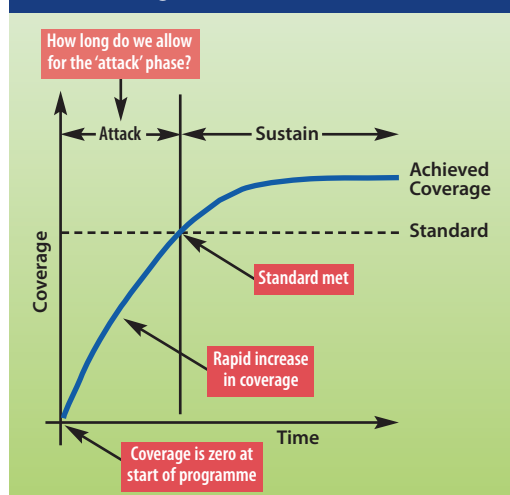 How long do we allow
for the ‘attack’ phase?
Attack
Sustain
Achieved
Coverage
Standard
Coverage
Standard met
Rapid increase
in coverage
Time
Coverage is zero at
start of programme